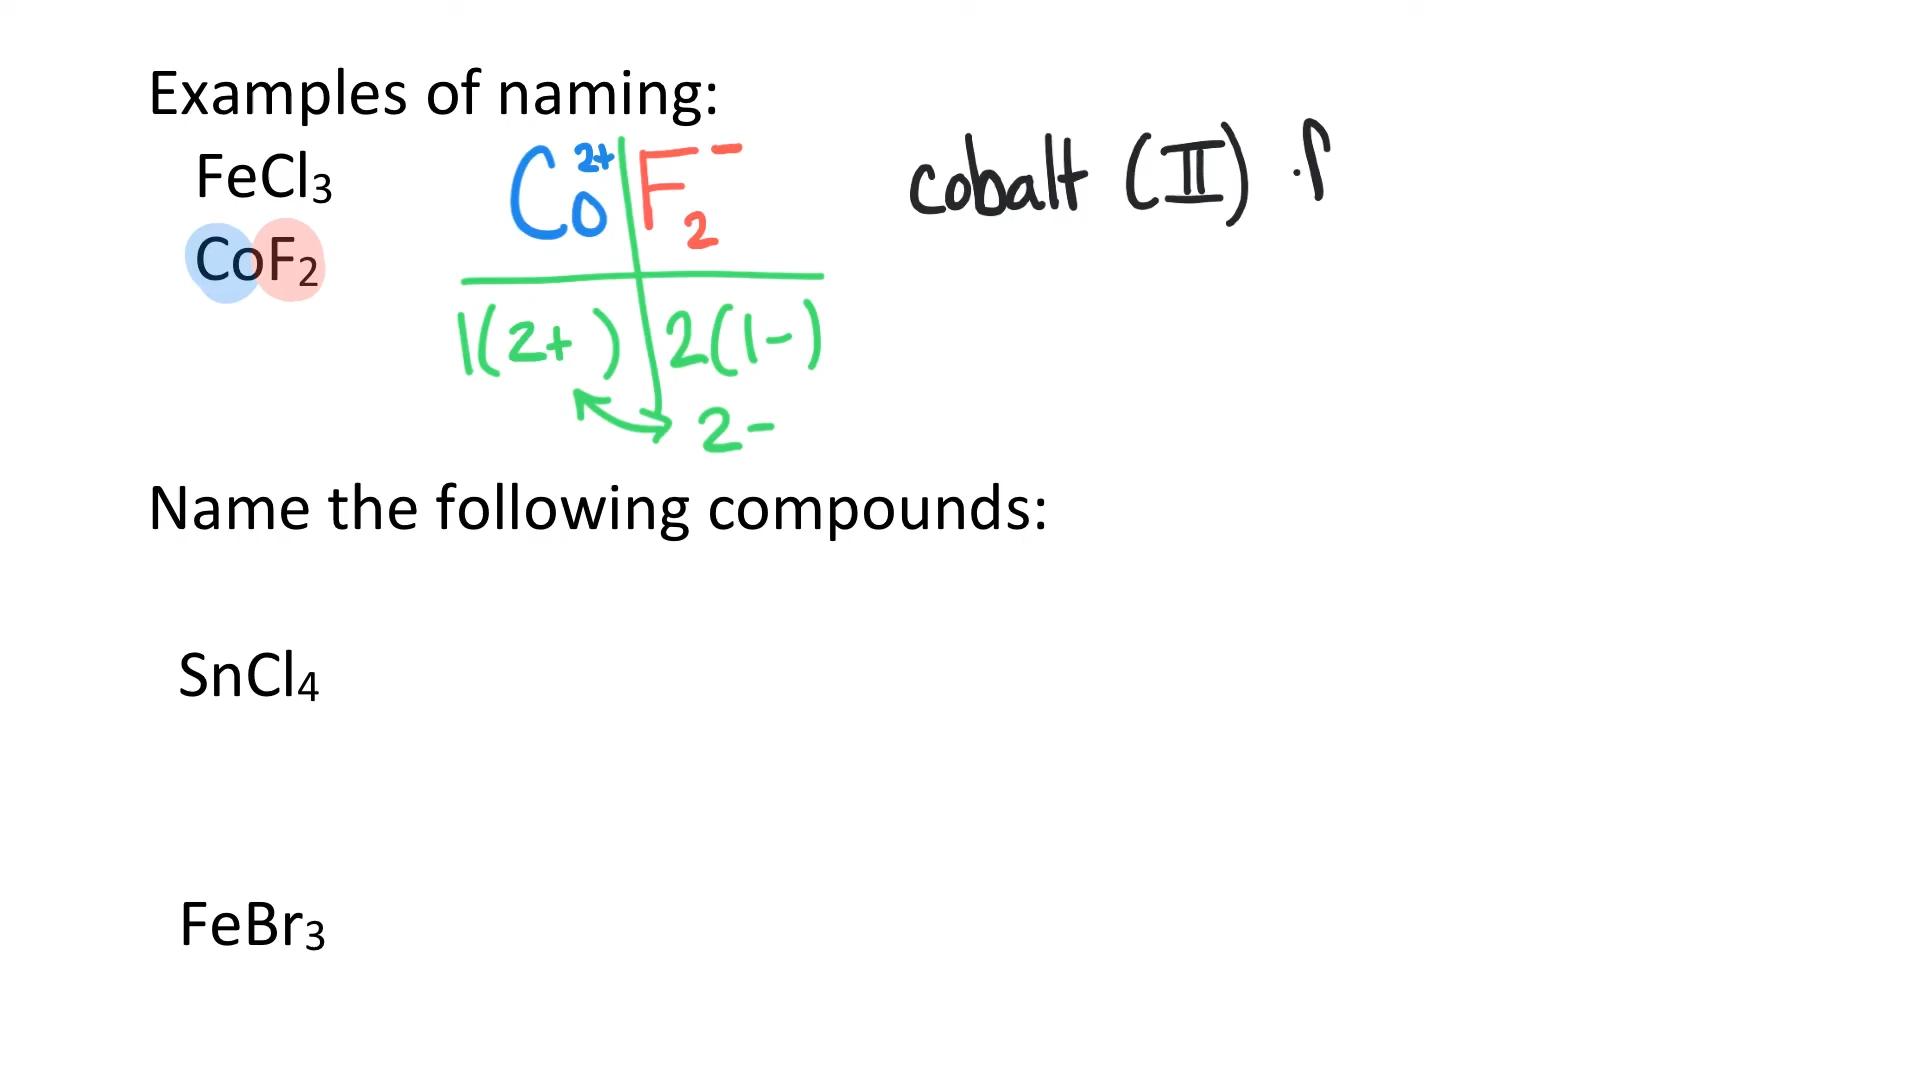 Examples of naming:
FeCl₃
CoF₂
Co²⁺ F₂⁻
1(2+) 2(1-)
2-
cobalt (II) f
Name the following compounds:
SnCl₄
FeBr₃